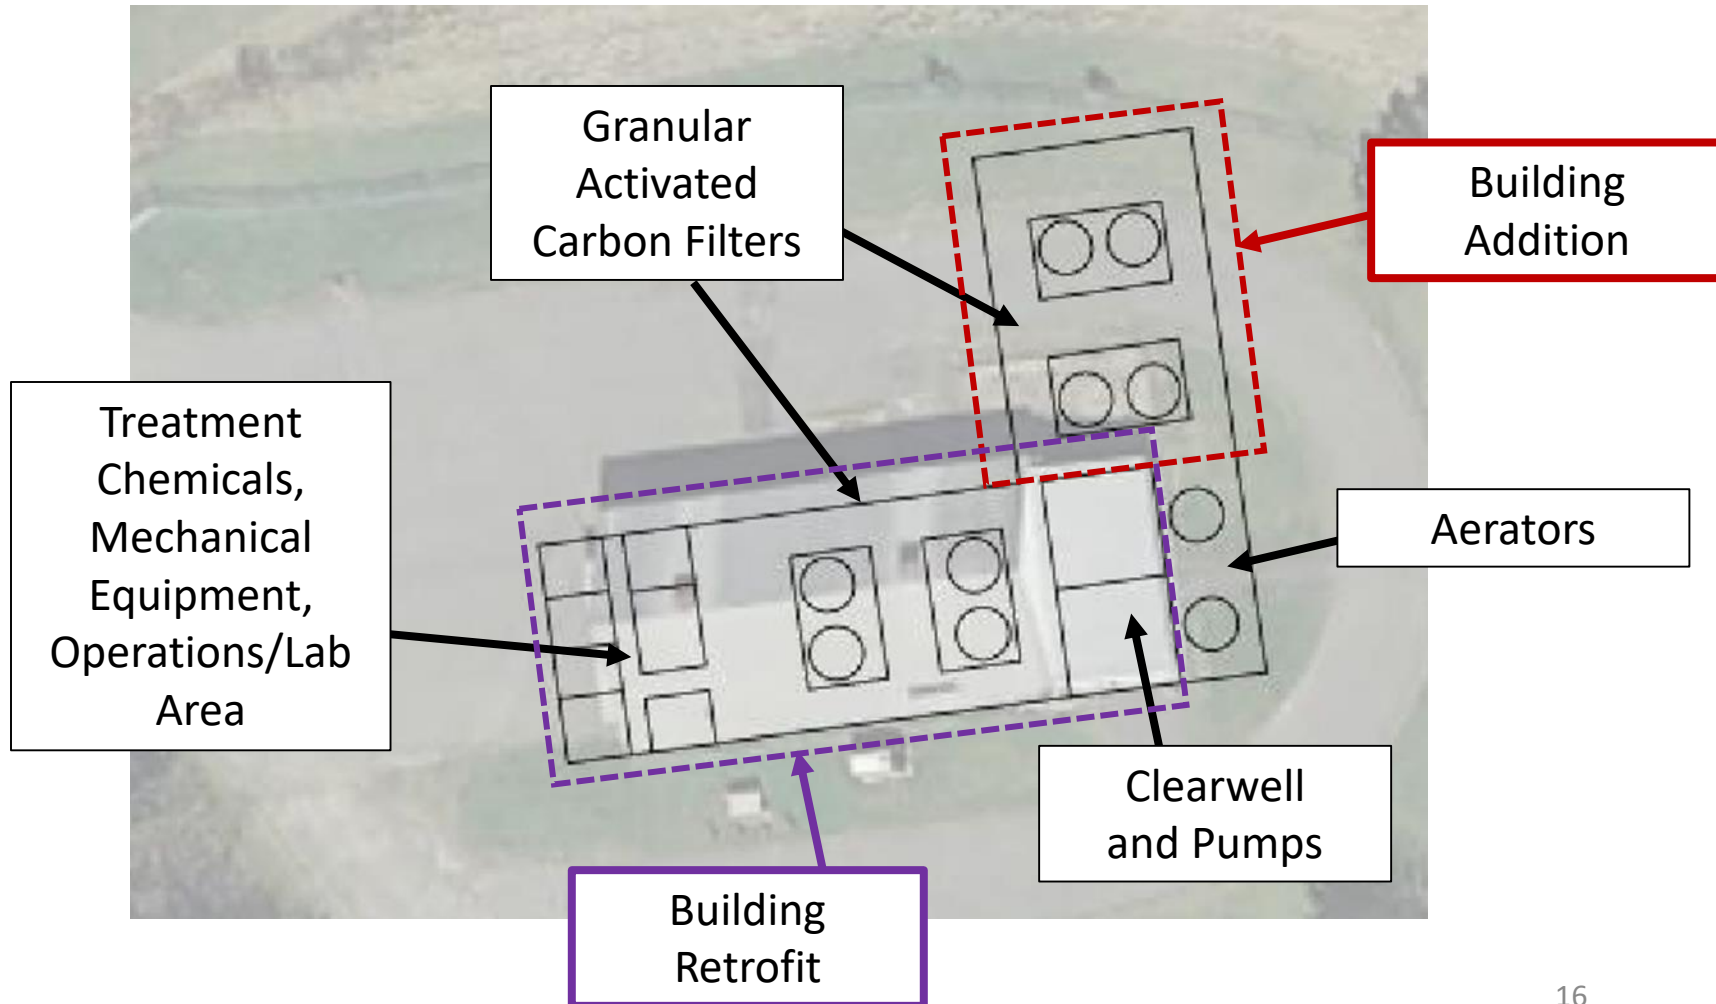 Granular
Activated
Carbon Filters
Building
Addition
Treatment
Chemicals,
Mechanical
Equipment,
Operations/Lab
Area
Aerators
Clearwell
and Pumps
Building
Retrofit
16